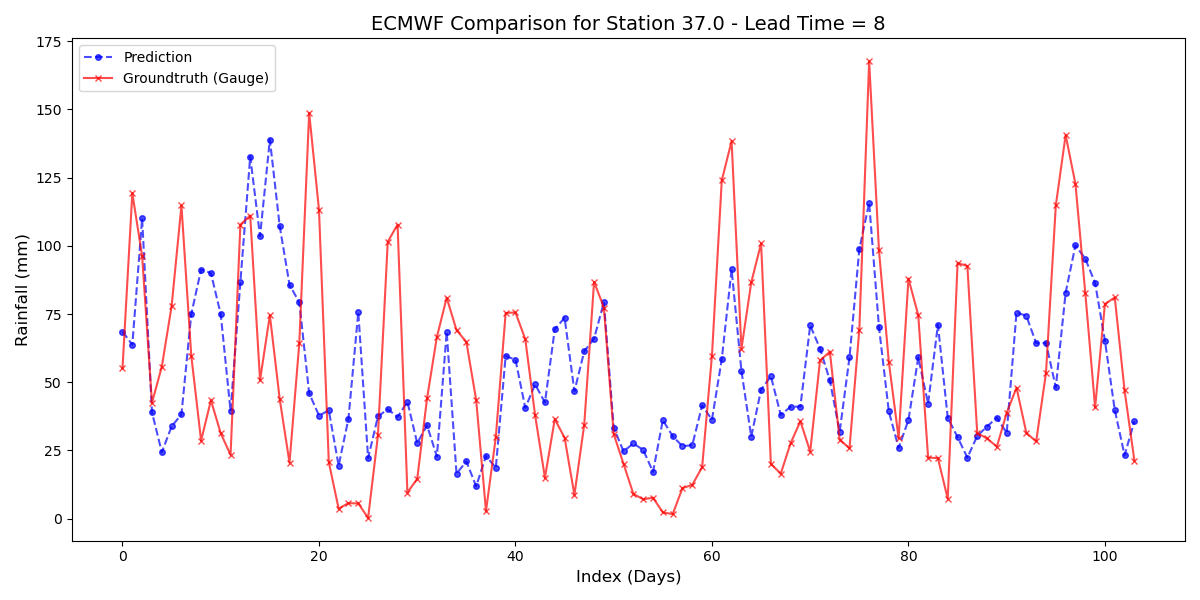 ECMWF Comparison for Station 37.0 - Lead Time = 8
Prediction
Groundtruth (Gauge)
Rainfall (mm)
175
150
125
100
75
50
25
0
0 20 40 60 80 100
Index (Days)